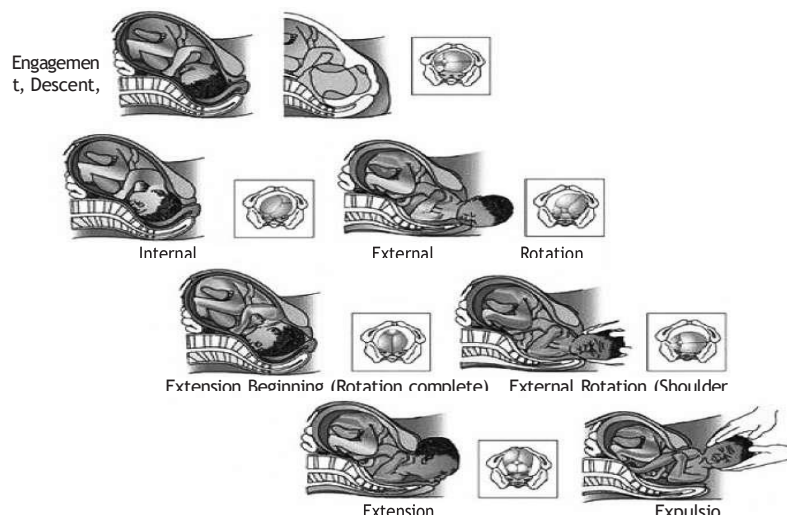 Engagemen
t, Descent,
Internal External Rotation
Extension Beginning (Rotation complete) External Rotation (Shoulder
Extension Expulsio